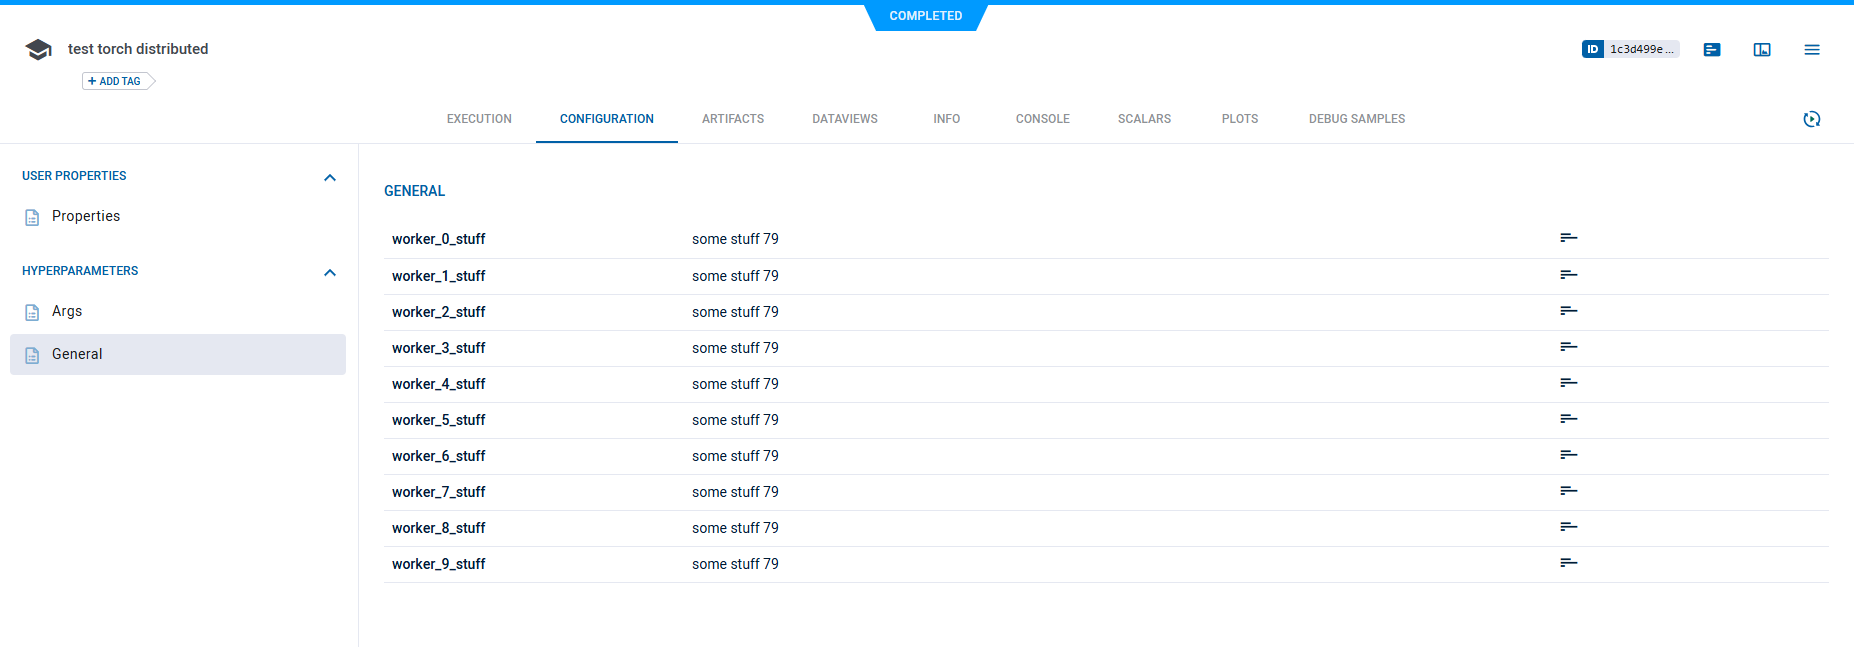 COMPLETED
test torch distributed
ID 1c3d499e...
+ ADD TAG
EXECUTION CONFIGURATION ARTIFACTS DATAVIEWS INFO CONSOLE SCALARS PLOTS DEBUG SAMPLES
USER PROPERTIES
Properties
HYPERPARAMETERS
Args
General
GENERAL
worker_0_stuff some stuff 79
worker_1_stuff some stuff 79
worker_2_stuff some stuff 79
worker_3_stuff some stuff 79
worker_4_stuff some stuff 79
worker_5_stuff some stuff 79
worker_6_stuff some stuff 79
worker_7_stuff some stuff 79
worker_8_stuff some stuff 79
worker_9_stuff some stuff 79